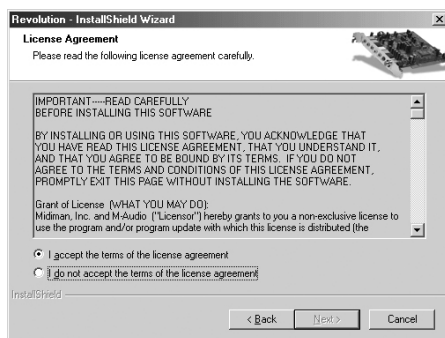 Revolution - InstallShield Wizard
License Agreement
Please read the following license agreement carefully.
IMPORTANT----READ CAREFULLY
BEFORE INSTALLING THIS SOFTWARE
BY INSTALLING OR USING THIS SOFTWARE, YOU ACKNOWLEDGE THAT
YOU HAVE READ THIS LICENSE AGREEMENT, THAT YOU UNDERSTAND IT,
AND THAT YOU AGREE TO BE BOUND BY ITS TERMS. IF YOU DO NOT
AGREE TO THE TERMS AND CONDITIONS OF THIS LICENSE AGREEMENT,
PROMPTLY EXIT THIS PAGE WITHOUT INSTALLING THE SOFTWARE.
Grant of License (WHAT YOU MAY DO):
Midiman, Inc. and M-Audio ("Licensor") hereby grants to you a non-exclusive license to
use the program and/or program update with which this license is distributed (the
I accept the terms of the license agreement
I do not accept the terms of the license agreement
InstallShield
< Back
Next >
Cancel